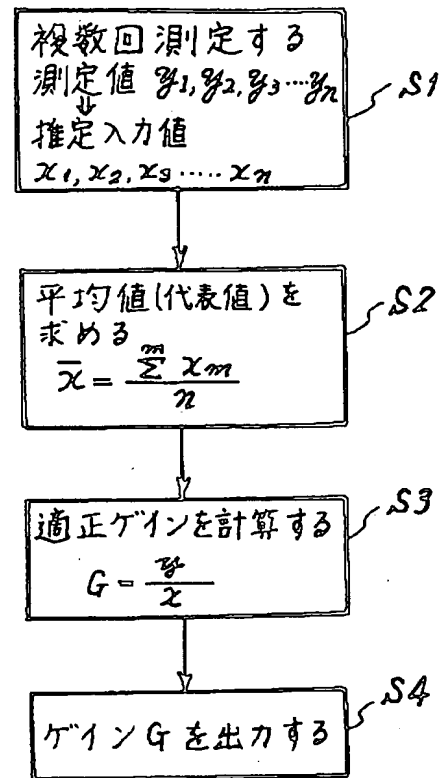 複数回測定する
測定値 y1, y2, y3 ····yn
⇓
推定入力値
x1, x2, x3 ····· xn
S1
平均値(代表値)を
求める
x̄ = Σ^m xm / n
S2
適正ゲインを計算する
G = y / x
S3
ゲイン G を出力する
S4